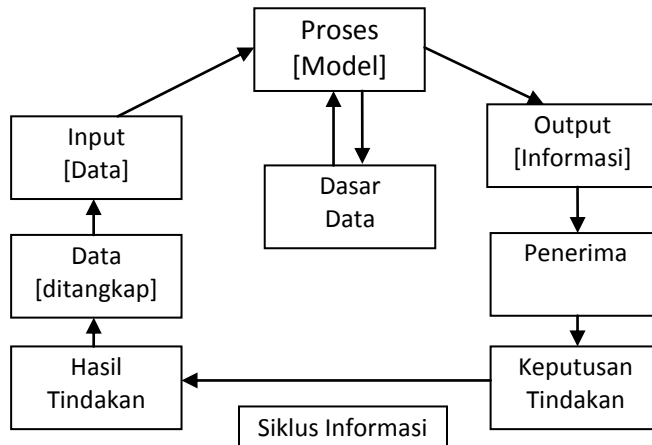 Proses
[Model]
Input
[Data]
Output
[Informasi]
Dasar
Data
Data
[ditangkap]
Penerima
Hasil
Tindakan
Keputusan
Tindakan
Siklus Informasi